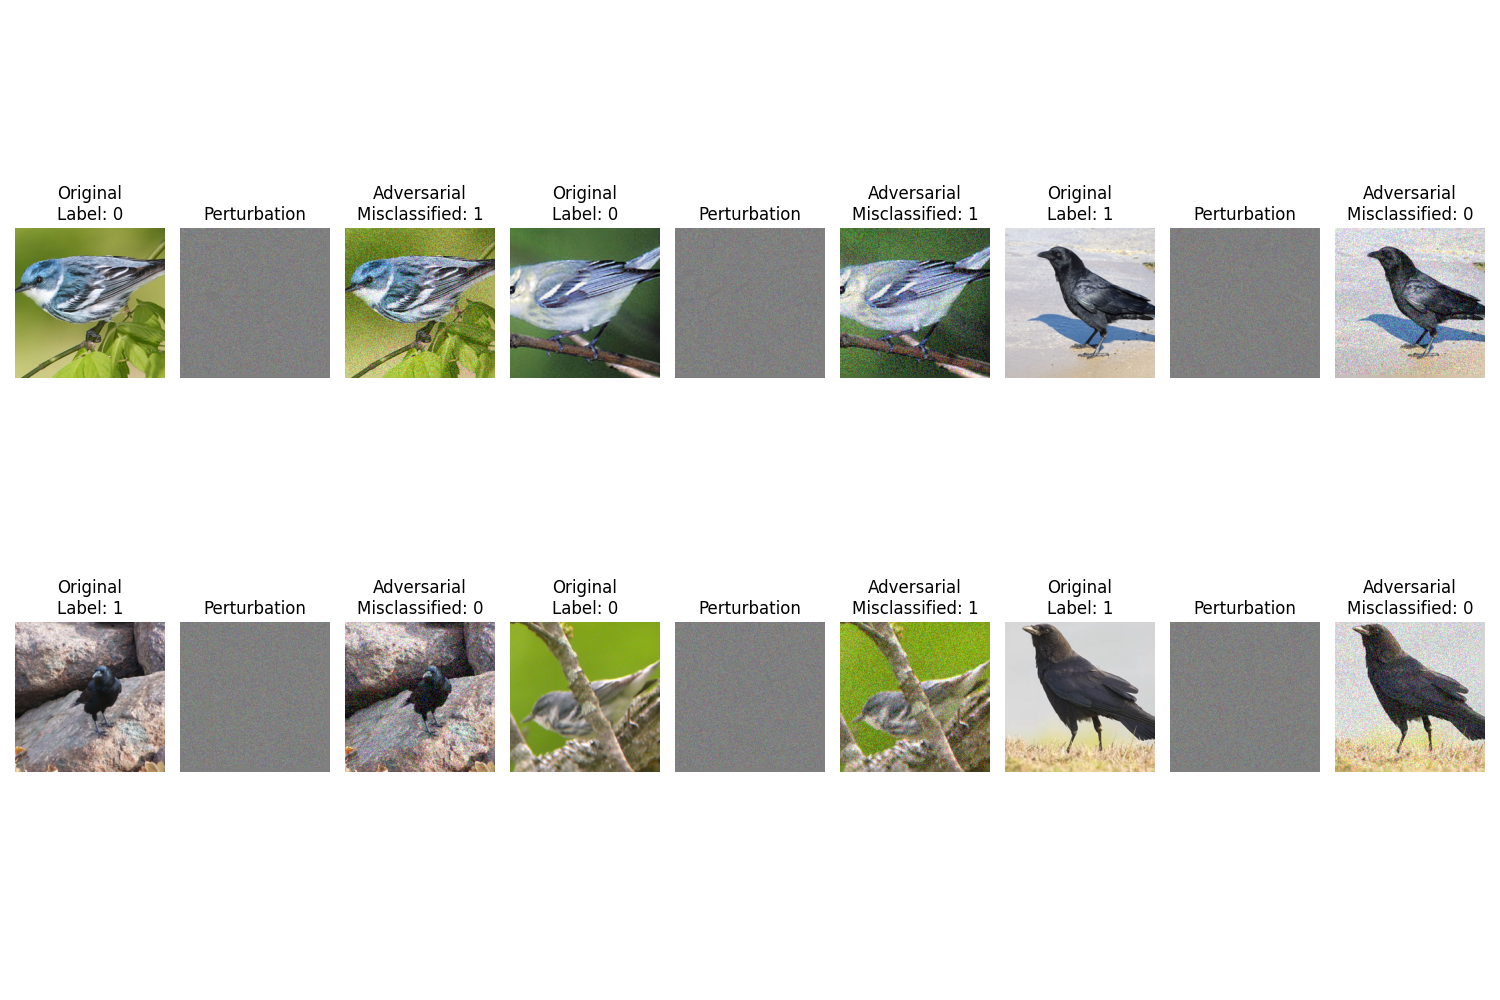 Original
Label: 0
Perturbation
Adversarial
Misclassified: 1
Original
Label: 0
Perturbation
Adversarial
Misclassified: 1
Original
Label: 1
Perturbation
Adversarial
Misclassified: 0
Original
Label: 1
Perturbation
Adversarial
Misclassified: 0
Original
Label: 0
Perturbation
Adversarial
Misclassified: 1
Original
Label: 1
Perturbation
Adversarial
Misclassified: 0